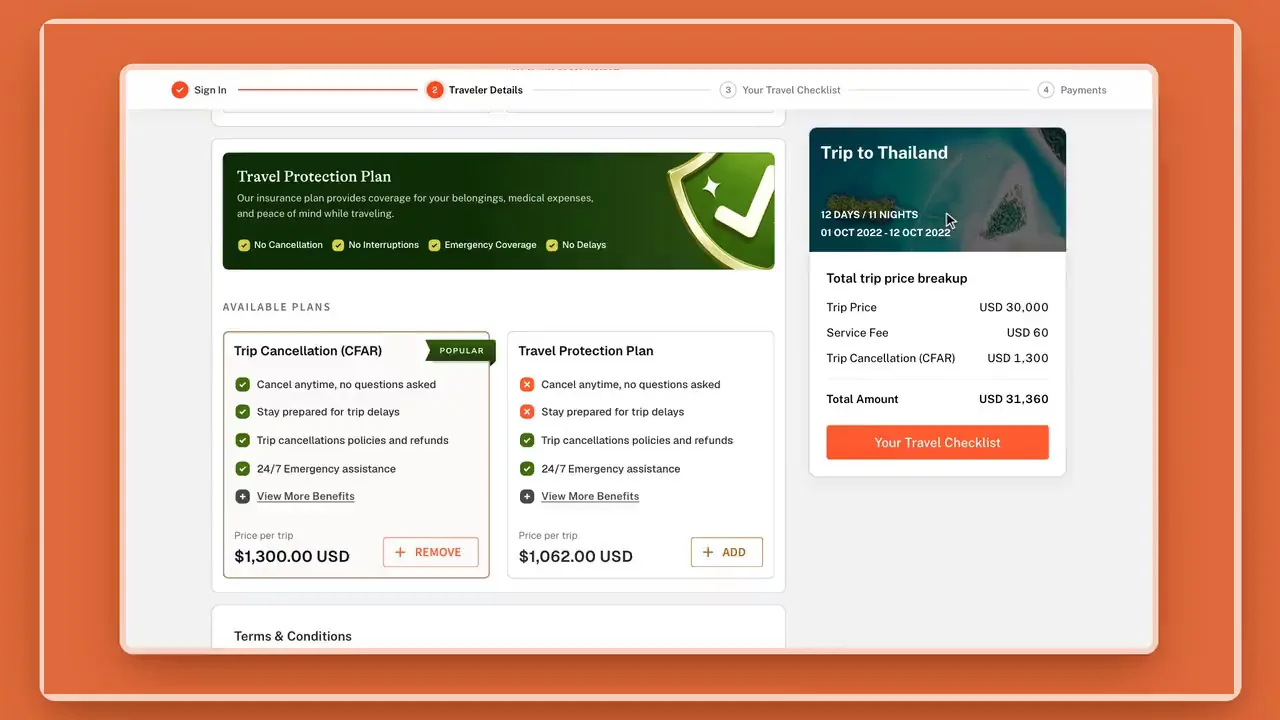 Sign In
2 Traveler Details
3 Your Travel Checklist
4 Payments
Travel Protection Plan
Our insurance plan provides coverage for your belongings, medical expenses,
and peace of mind while traveling.
No Cancellation No Interruptions Emergency Coverage No Delays
AVAILABLE PLANS
Trip Cancellation (CFAR)
POPULAR
Cancel anytime, no questions asked
Stay prepared for trip delays
Trip cancellations policies and refunds
24/7 Emergency assistance
View More Benefits
Price per trip
$1,300.00 USD
+ REMOVE
Travel Protection Plan
Cancel anytime, no questions asked
Stay prepared for trip delays
Trip cancellations policies and refunds
24/7 Emergency assistance
View More Benefits
Price per trip
$1,062.00 USD
+ ADD
Terms & Conditions
Trip to Thailand
12 DAYS / 11 NIGHTS
01 OCT 2022 - 12 OCT 2022
Total trip price breakup
Trip Price USD 30,000
Service Fee USD 60
Trip Cancellation (CFAR) USD 1,300
Total Amount USD 31,360
Your Travel Checklist